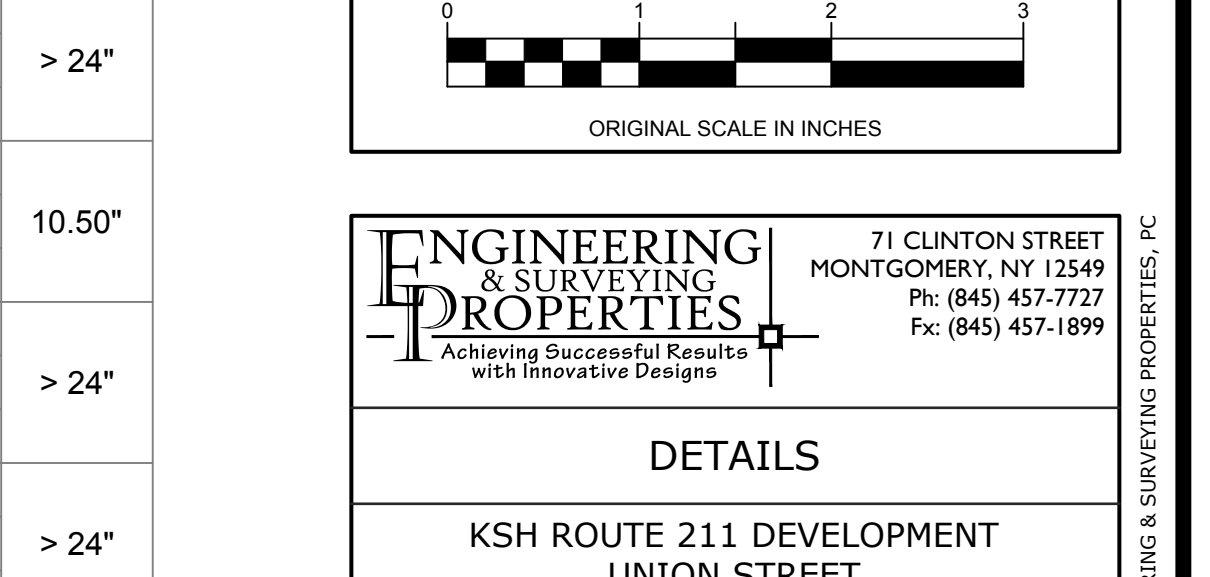 > 24"
10.50"
> 24"
> 24"
0 1 2 3
ORIGINAL SCALE IN INCHES
ENGINEERING
& SURVEYING
PROPERTIES
Achieving Successful Results
with Innovative Designs
71 CLINTON STREET
MONTGOMERY, NY 12549
Ph: (845) 457-7727
Fx: (845) 457-1899
DETAILS
KSH ROUTE 211 DEVELOPMENT
UNION STREET
RING & SURVEYING PROPERTIES, PC